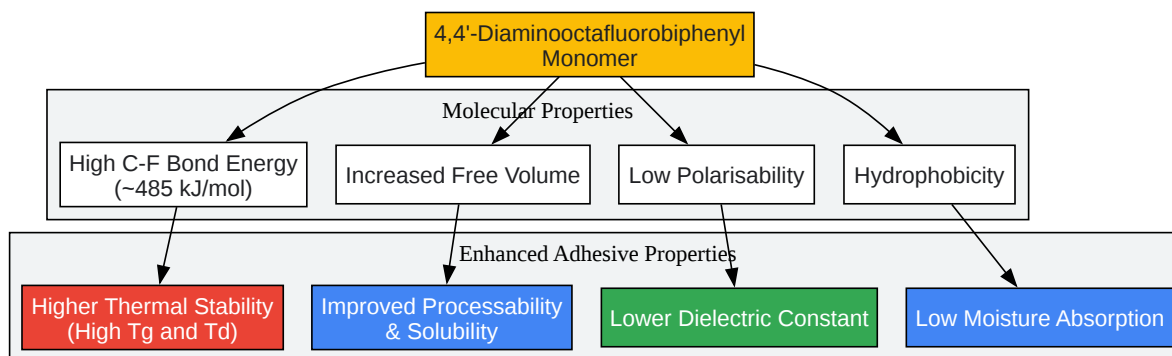 4,4'-Diaminooctafluorobiphenyl
Monomer
Molecular Properties
High C-F Bond Energy
(~485 kJ/mol)
Increased Free Volume
Low Polarisability
Hydrophobicity
Enhanced Adhesive Properties
Higher Thermal Stability
(High Tg and Td)
Improved Processability
& Solubility
Lower Dielectric Constant
Low Moisture Absorption